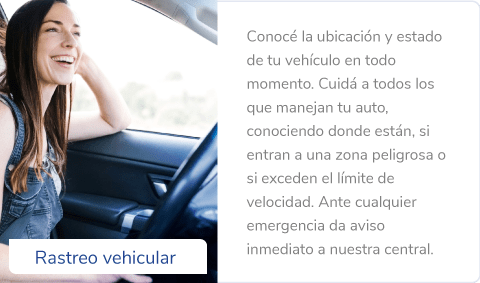 Conocé la ubicación y estado
de tu vehículo en todo
momento. Cuidá a todos los
que manejan tu auto,
conociendo donde están, si
entran a una zona peligrosa o
si exceden el límite de
velocidad. Ante cualquier
emergencia da aviso
inmediato a nuestra central.
Rastreo vehicular